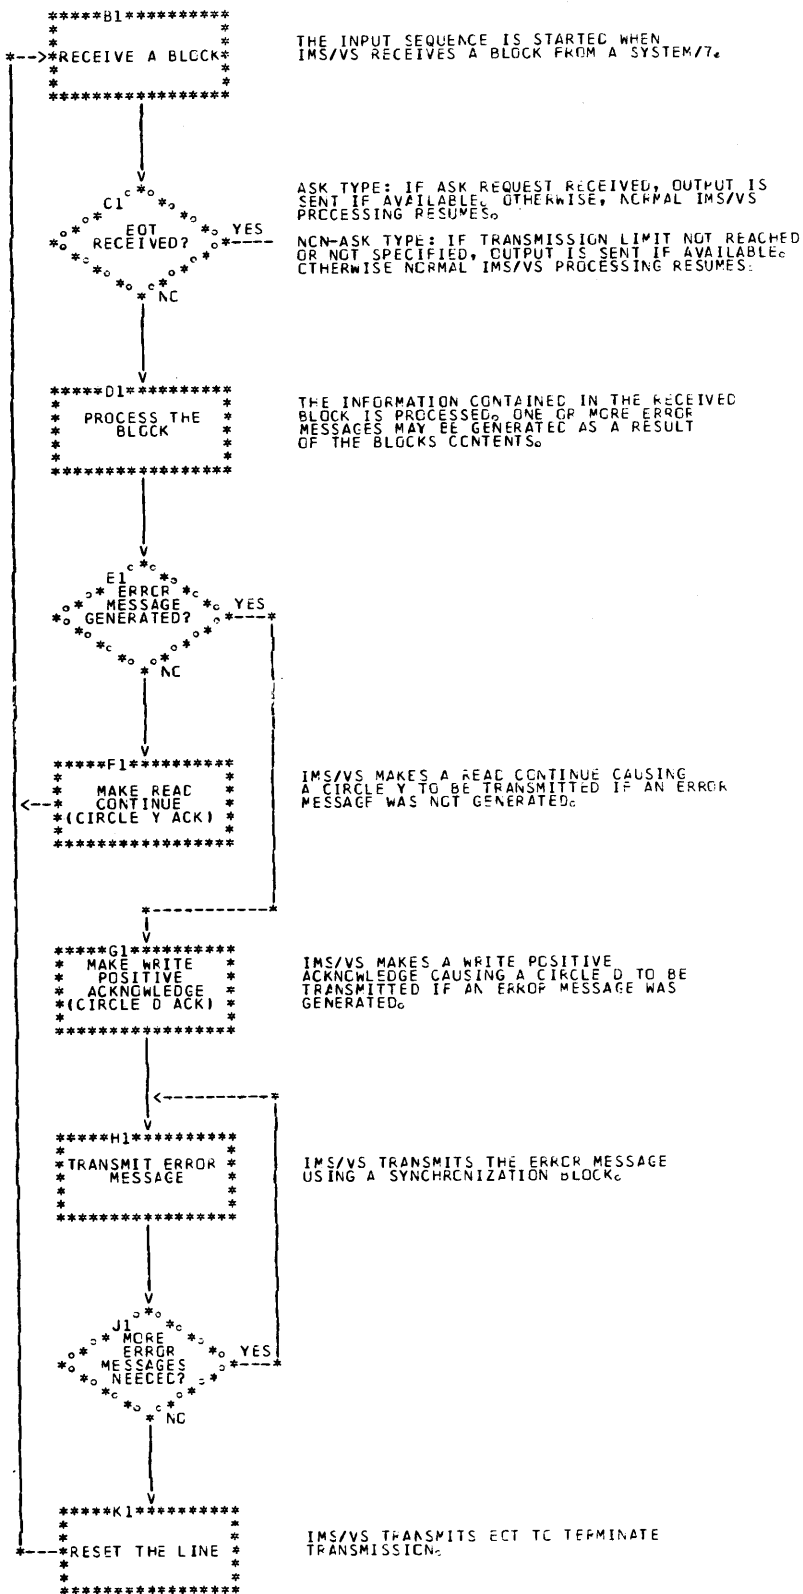 B1
RECEIVE A BLOCK
THE INPUT SEQUENCE IS STARTED WHEN
IMS/VS RECEIVES A BLOCK FROM A SYSTEM/7.
C1
EOT
RECEIVED?
YES
NO
ASK TYPE: IF ASK REQUEST RECEIVED, OUTPUT IS
SENT IF AVAILABLE. OTHERWISE, NORMAL IMS/VS
PROCESSING RESUMES.
NON-ASK TYPE: IF TRANSMISSION LIMIT NOT REACHED
OR NOT SPECIFIED, OUTPUT IS SENT IF AVAILABLE.
OTHERWISE NORMAL IMS/VS PROCESSING RESUMES.
D1
PROCESS THE
BLOCK
THE INFORMATION CONTAINED IN THE RECEIVED
BLOCK IS PROCESSED. ONE OR MORE ERROR
MESSAGES MAY BE GENERATED AS A RESULT
OF THE BLOCKS CONTENTS.
E1
ERROR
MESSAGE
GENERATED?
YES
NO
F1
MAKE READ
CONTINUE
(CIRCLE Y ACK)
IMS/VS MAKES A READ CONTINUE CAUSING
A CIRCLE Y TO BE TRANSMITTED IF AN ERROR
MESSAGE WAS NOT GENERATED.
G1
MAKE WRITE
POSITIVE
ACKNOWLEDGE
(CIRCLE D ACK)
IMS/VS MAKES A WRITE POSITIVE
ACKNOWLEDGE CAUSING A CIRCLE D TO BE
TRANSMITTED IF AN ERROR MESSAGE WAS
GENERATED.
H1
TRANSMIT ERROR
MESSAGE
IMS/VS TRANSMITS THE ERROR MESSAGE
USING A SYNCHRONIZATION BLOCK.
J1
MORE
ERROR
MESSAGES
NEEDED?
YES
NO
K1
RESET THE LINE
IMS/VS TRANSMITS EOT TO TERMINATE
TRANSMISSION.